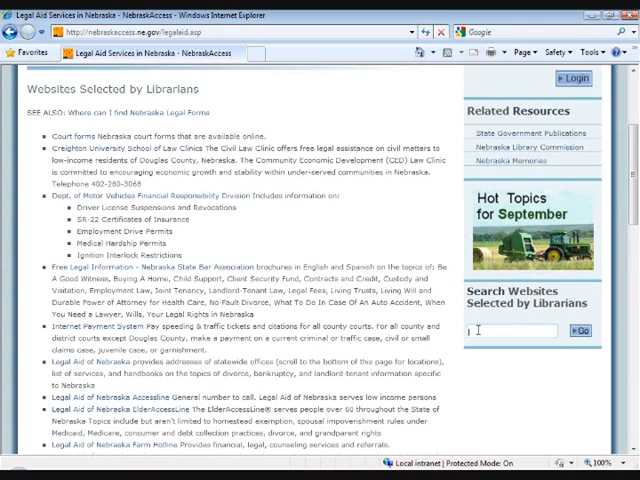 Legal Aid Services in Nebraska - NebraskAccess - Windows Internet Explorer
http://nebraskaccess.ne.gov/legalaid.asp
Google
Favorites
Legal Aid Services in Nebraska - NebraskAccess
Page
Safety
Tools
Websites Selected by Librarians
SEE ALSO: Where can I find Nebraska Legal Forms
Court forms Nebraska court forms that are available online.
Creighton University School of Law Clinics The Civil Law Clinic offers free legal assistance on civil matters to
low-income residents of Douglas County, Nebraska. The Community Economic Development (CED) Law Clinic
is committed to encouraging economic growth and stability within under-served communities in Nebraska.
Telephone 402-280-3068
Dept. of Motor Vehicles Financial Responsibility Division Includes information on:
Driver License Suspensions and Revocations
SR-22 Certificates of Insurance
Employment Drive Permits
Medical Hardship Permits
Ignition Interlock Restrictions
Free Legal Information - Nebraska State Bar Association brochures in English and Spanish on the topics of: Be
A Good Witness, Buying A Home, Child Support, Client Security Fund, Contracts and Credit, Custody and
Visitation, Employment Law, Joint Tenancy, Landlord-Tenant Law, Legal Fees, Living Trusts, Living Will and
Durable Power of Attorney for Health Care, No-Fault Divorce, What To Do In Case Of An Auto Accident, When
You Need a Lawyer, Wills, Your Legal Rights in Nebraska
Internet Payment System Pay speeding & traffic tickets and citations for all county courts. For all county and
district courts except Douglas County, make a payment on a current criminal or traffic case, civil or small
claims case, juvenile case, or garnishment.
Legal Aid of Nebraska provides addresses of statewide offices (scroll to the bottom of this page for locations),
list of services, and handbooks on the topics of divorce, bankruptcy, and landlord-tenant information specific
to Nebraska
Legal Aid of Nebraska Accessline General number to call. Legal Aid of Nebraska serves low income persons
Legal Aid of Nebraska ElderAccessLine The ElderAccessLine® serves people over 60 throughout the State of
Nebraska Topics include but aren't limited to homestead exemption, spousal impoverishment rules under
Medicaid, Medicare, consumer and debt collection practices, divorce, and grandparent rights
Legal Aid of Nebraska Farm Hotline Provides financial, legal, counseling services and referrals.
Login
Related Resources
State Government Publications
Nebraska Library Commission
Nebraska Memories
Hot Topics
for September
Search Websites
Selected by Librarians
Go
Local intranet | Protected Mode: On
100%